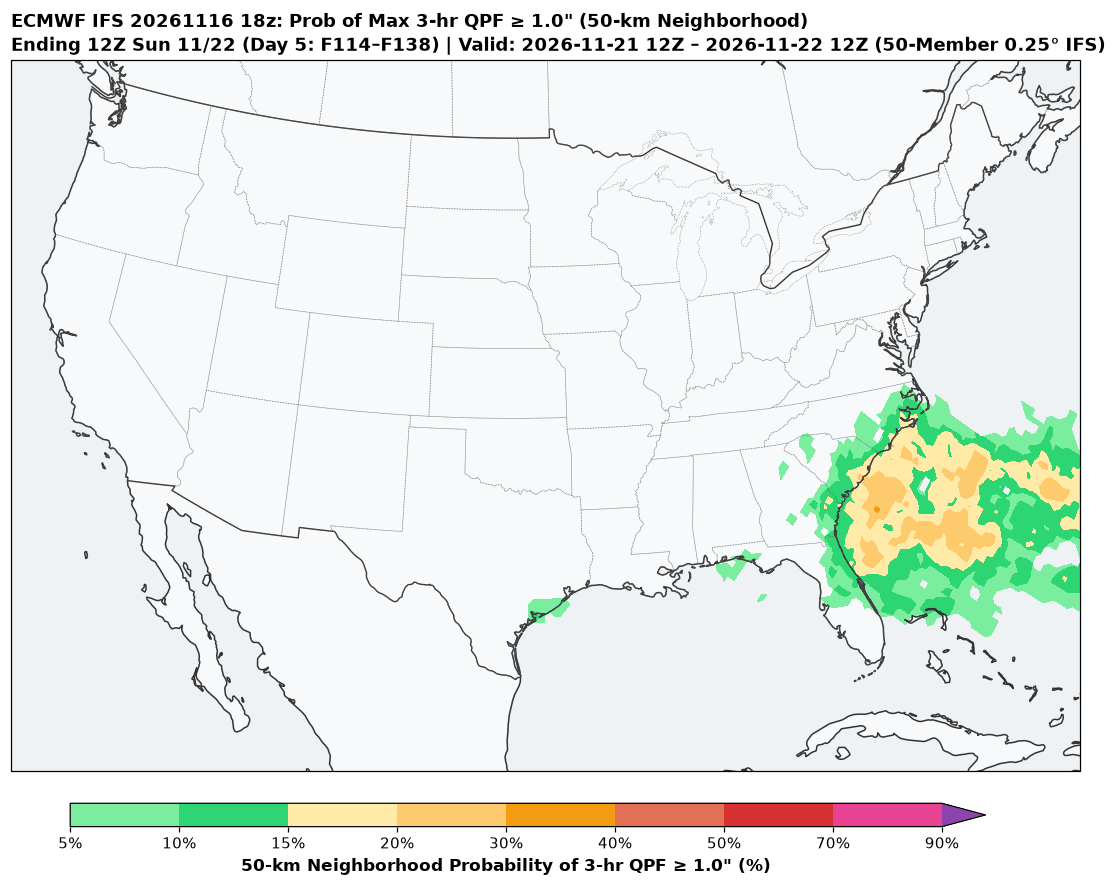 ECMWF IFS 20261116 18z: Prob of Max 3-hr QPF ≥ 1.0" (50-km Neighborhood)
Ending 12Z Sun 11/22 (Day 5: F114–F138) | Valid: 2026-11-21 12Z – 2026-11-22 12Z (50-Member 0.25° IFS)
5% 10% 15% 20% 30% 40% 50% 70% 90%
50-km Neighborhood Probability of 3-hr QPF ≥ 1.0" (%)